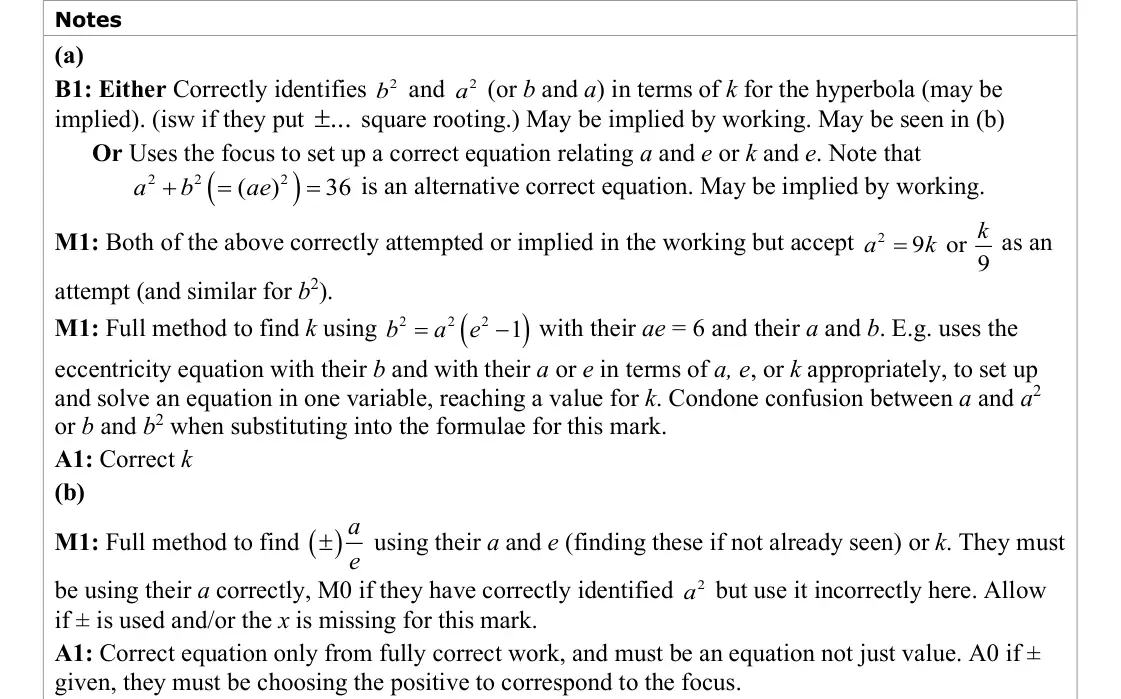 Notes
(a)
B1: Either Correctly identifies b² and a² (or b and a) in terms of k for the hyperbola (may be
implied). (isw if they put ±... square rooting.) May be implied by working. May be seen in (b)
Or Uses the focus to set up a correct equation relating a and e or k and e. Note that
a² + b² (= (ae)²) = 36 is an alternative correct equation. May be implied by working.
M1: Both of the above correctly attempted or implied in the working but accept a² = 9k or k/9 as an
attempt (and similar for b²).
M1: Full method to find k using b² = a²(e² −1) with their ae = 6 and their a and b. E.g. uses the
eccentricity equation with their b and with their a or e in terms of a, e, or k appropriately, to set up
and solve an equation in one variable, reaching a value for k. Condone confusion between a and a²
or b and b² when substituting into the formulae for this mark.
A1: Correct k
(b)
M1: Full method to find (±) a/e using their a and e (finding these if not already seen) or k. They must
be using their a correctly, M0 if they have correctly identified a² but use it incorrectly here. Allow
if ± is used and/or the x is missing for this mark.
A1: Correct equation only from fully correct work, and must be an equation not just value. A0 if ±
given, they must be choosing the positive to correspond to the focus.